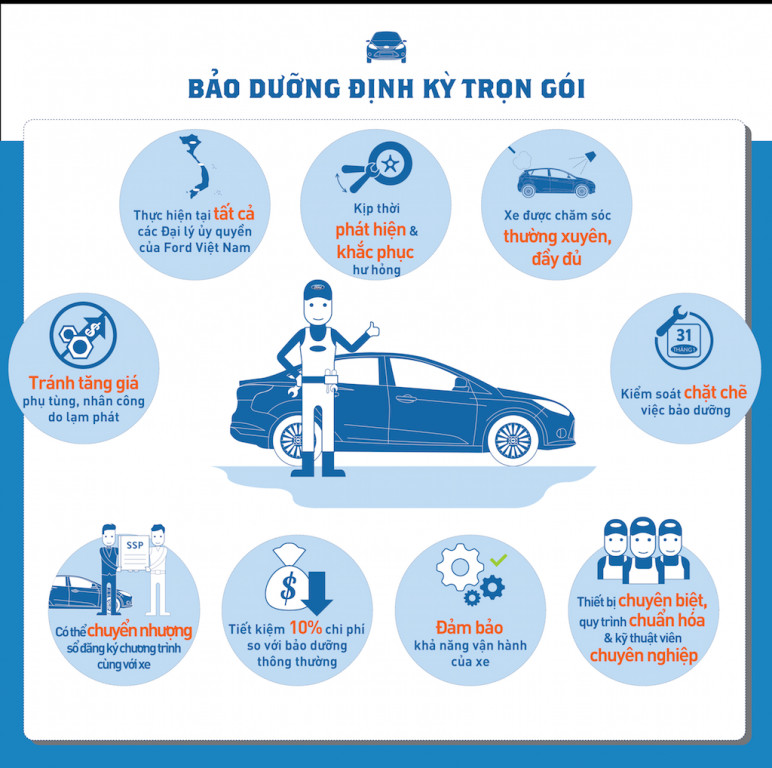 BẢO DƯỠNG ĐỊNH KỲ TRỌN GÓI
Thực hiện tại tất cả
các Đại lý ủy quyền
của Ford Việt Nam
Kịp thời
phát hiện &
khắc phục
hư hỏng
Xe được chăm sóc
thường xuyên,
đầy đủ
$
Tránh tăng giá
phụ tùng, nhân công
do lạm phát
31
THÁNG 1
Kiểm soát chặt chẽ
việc bảo dưỡng
SSP
Có thể chuyển nhượng
sổ đăng ký chương trình
cùng với xe
$
Tiết kiệm 10% chi phí
so với bảo dưỡng
thông thường
Đảm bảo
khả năng vận hành
của xe
Thiết bị chuyên biệt,
quy trình chuẩn hóa
& kỹ thuật viên
chuyên nghiệp